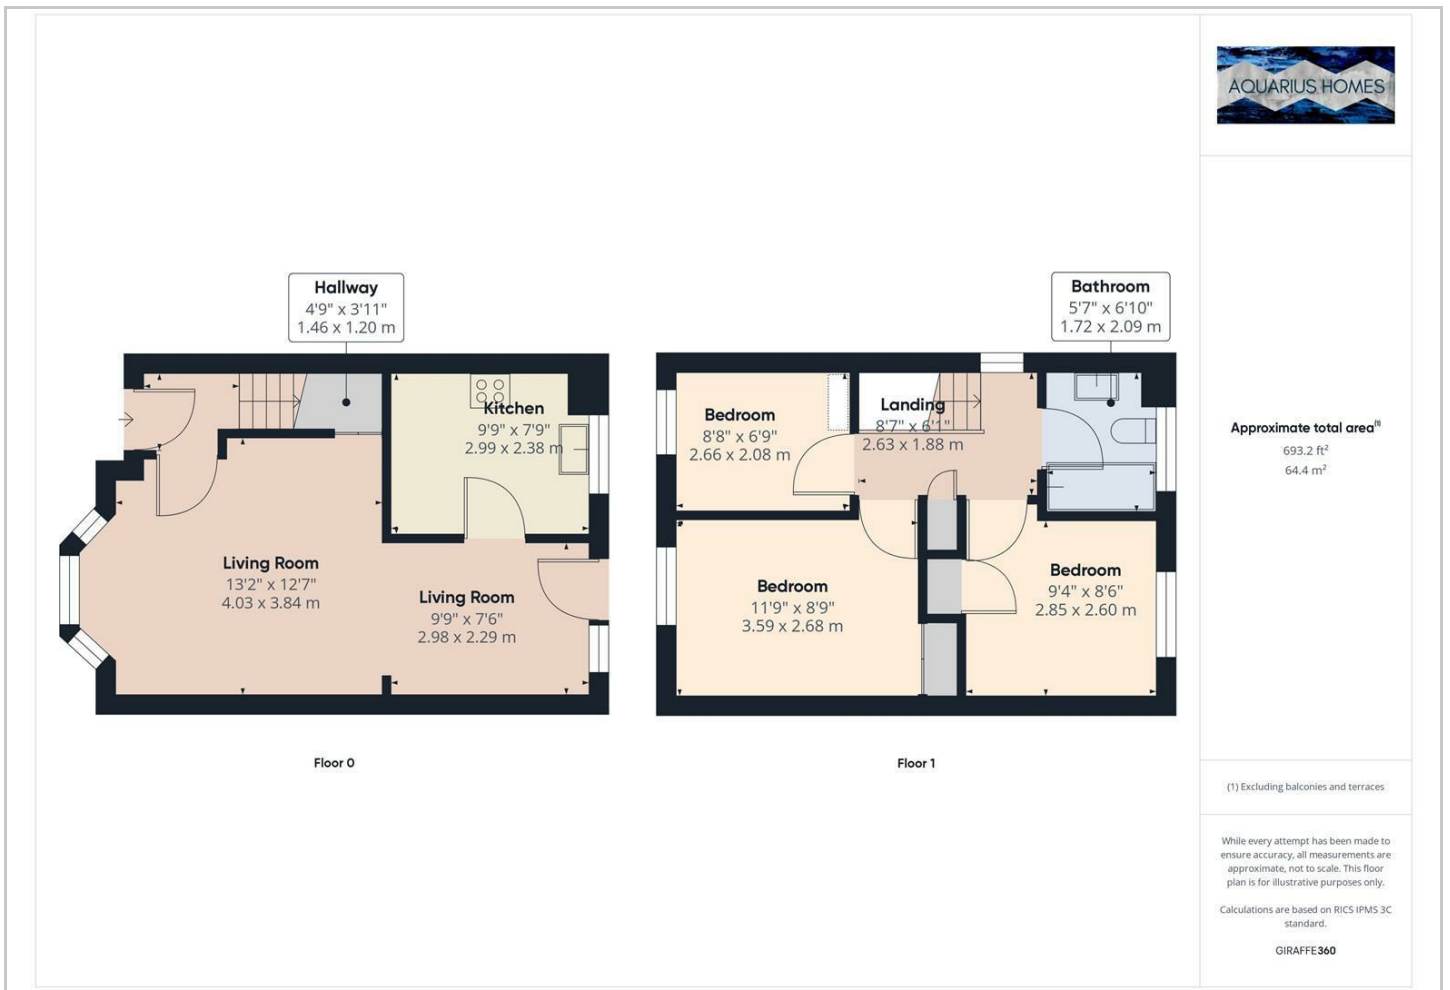 AQUARIUS HOMES
Hallway
4'9" x 3'11"
1.46 x 1.20 m
Kitchen
9'9" x 7'9"
2.99 x 2.38 m
Living Room
13'2" x 12'7"
4.03 x 3.84 m
Living Room
9'9" x 7'6"
2.98 x 2.29 m
Floor 0
Bathroom
5'7" x 6'10"
1.72 x 2.09 m
Bedroom
8'8" x 6'9"
2.66 x 2.08 m
Landing
8'7" x 6'1"
2.63 x 1.88 m
Bedroom
11'9" x 8'9"
3.59 x 2.68 m
Bedroom
9'4" x 8'6"
2.85 x 2.60 m
Floor 1
Approximate total area(1)
693.2 ft²
64.4 m²
(1) Excluding balconies and terraces
While every attempt has been made to
ensure accuracy, all measurements are
approximate, not to scale. This floor
plan is for illustrative purposes only.
Calculations are based on RICS IPMS 3C
standard.
GIRAFFE360